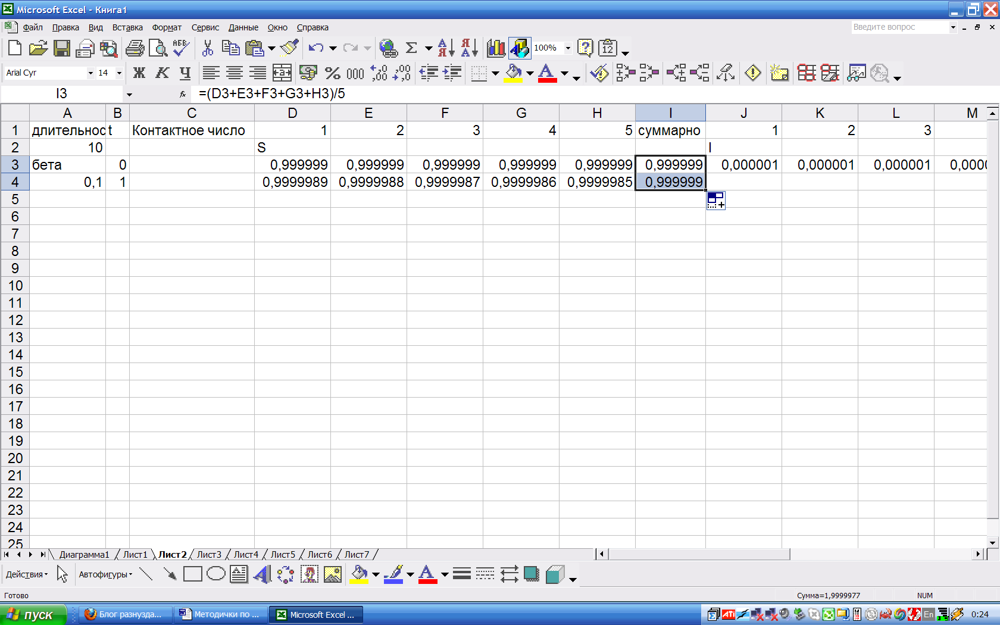 Microsoft Excel - Книга1
Файл Правка Вид Вставка Формат Сервис Данные Окно Справка Введите вопрос
100%
Arial Cyr 14 Ж К Ч % 000
I3 fx =(D3+E3+F3+G3+H3)/5
A B C D E F G H I J K L M
1 длительнос t Контактное число 1 2 3 4 5 суммарно 1 2 3
2 10 S I
3 бета 0 0,999999 0,999999 0,999999 0,999999 0,999999 0,999999 0,000001 0,000001 0,000001 0,000
4 0,1 1 0,9999989 0,9999988 0,9999987 0,9999986 0,9999985 0,999999
5
6
7
8
9
10
11
12
13
14
15
16
17
18
19
20
21
22
23
24
25
Диаграмма1 Лист1 Лист2 Лист3 Лист4 Лист5 Лист6 Лист7
Действия Автофигуры
Готово Сумма=1,9999977 NUM
пуск Блог разнузда... Методички по ... Microsoft Excel ... ATI En 0:24